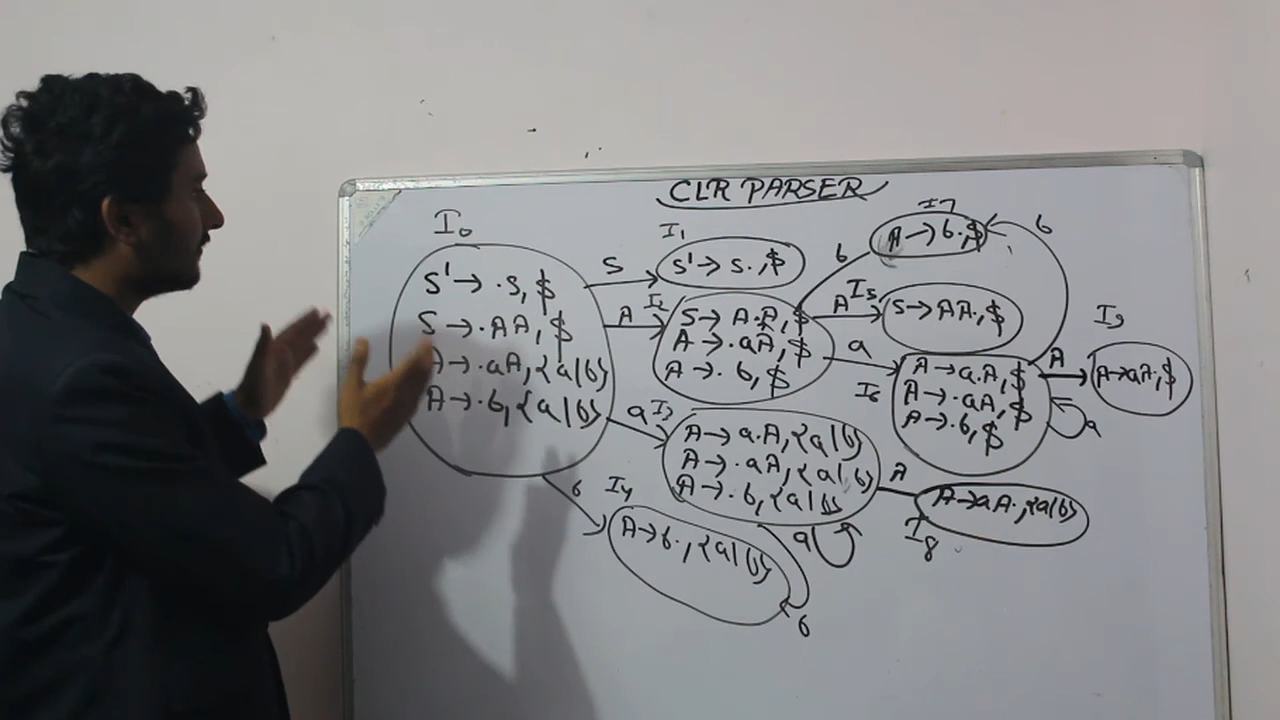 CLR PARSER
I0
S' → .S, $
S → .AA, $
A → .aA, {a|b}
A → .b, {a|b}
S
I1
S' → S., $
A
I2
S → A.A, $
A → .aA, $
A → .b, $
b
I7
A → b., $
A
I5
S → AA., $
a
I6
A → a.A, $
A → .aA, $
A → .b, $
b
A
I9
A → aA., $
a
a
I3
A → a.A, {a|b}
A → .aA, {a|b}
A → .b, {a|b}
A
A → aA., {a|b}
I8
a
b
b
I4
A → b., {a|b}